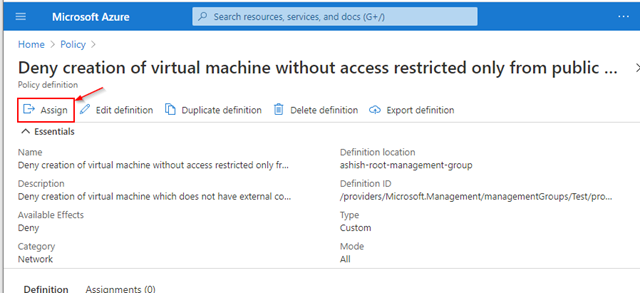 Microsoft Azure
Search resources, services, and docs (G+/)
...
Home > Policy >
Deny creation of virtual machine without access restricted only from public ...
Policy definition
Assign Edit definition Duplicate definition Delete definition Export definition
Essentials
Name
Deny creation of virtual machine without access restricted only fr...
Definition location
ashish-root-management-group
Description
Deny creation of virtual machine which does not have external co...
Definition ID
/providers/Microsoft.Management/managementGroups/Test/pro...
Available Effects
Deny
Type
Custom
Category
Network
Mode
All
Definition Assignments (0)